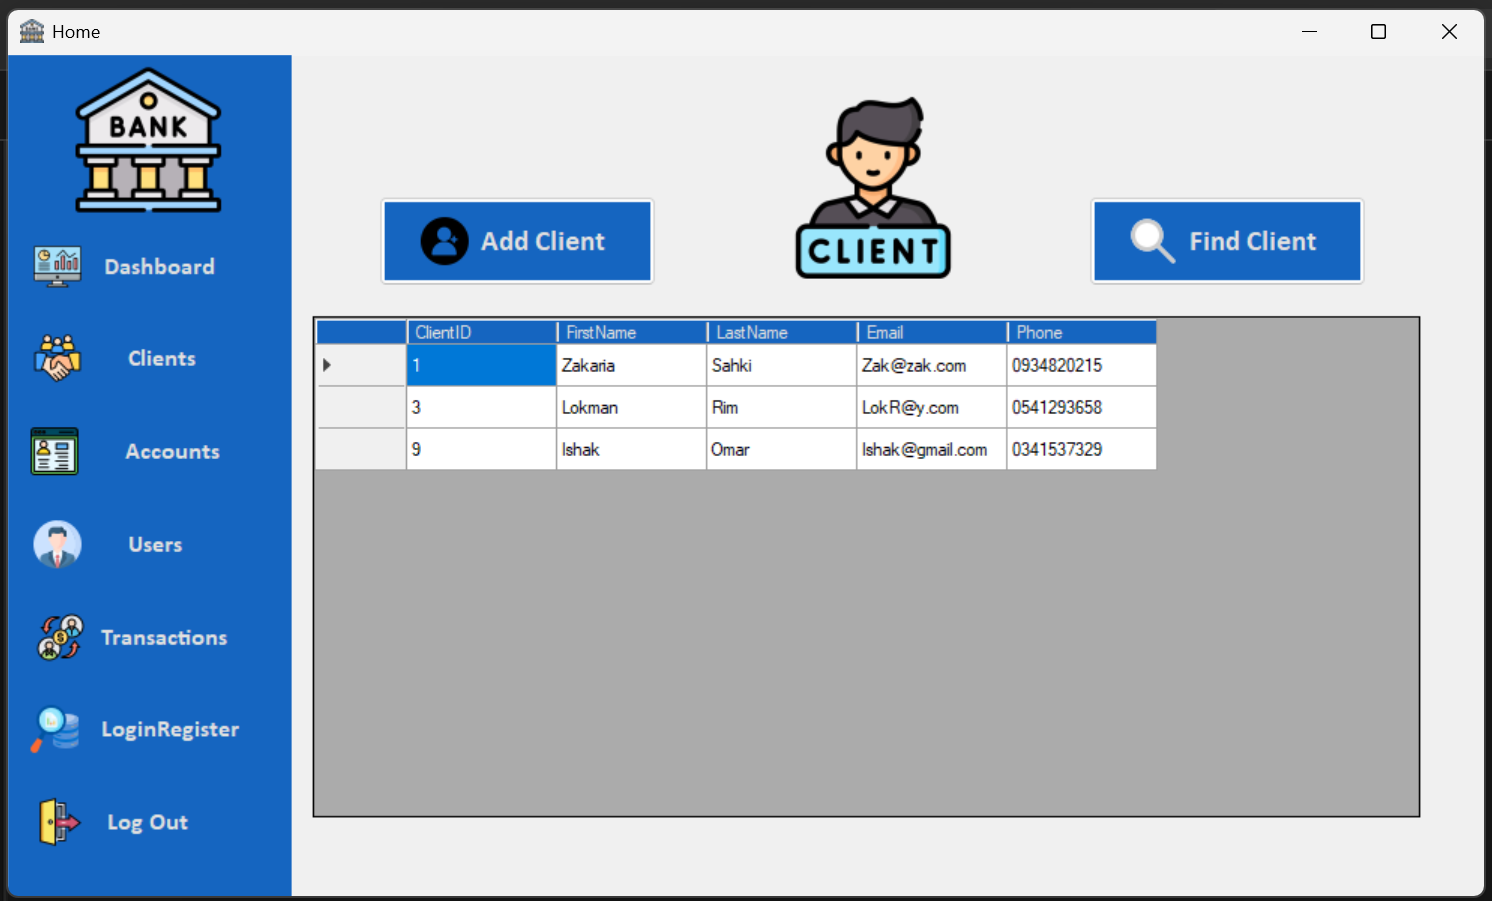 Home
BANK
Dashboard
Clients
Accounts
Users
Transactions
LoginRegister
Log Out
Add Client
CLIENT
Find Client
ClientID FirstName LastName Email Phone
1 Zakaria Sahki Zak@zak.com 0934820215
3 Lokman Rim LokR@y.com 0541293658
9 Ishak Omar Ishak@gmail.com 0341537329